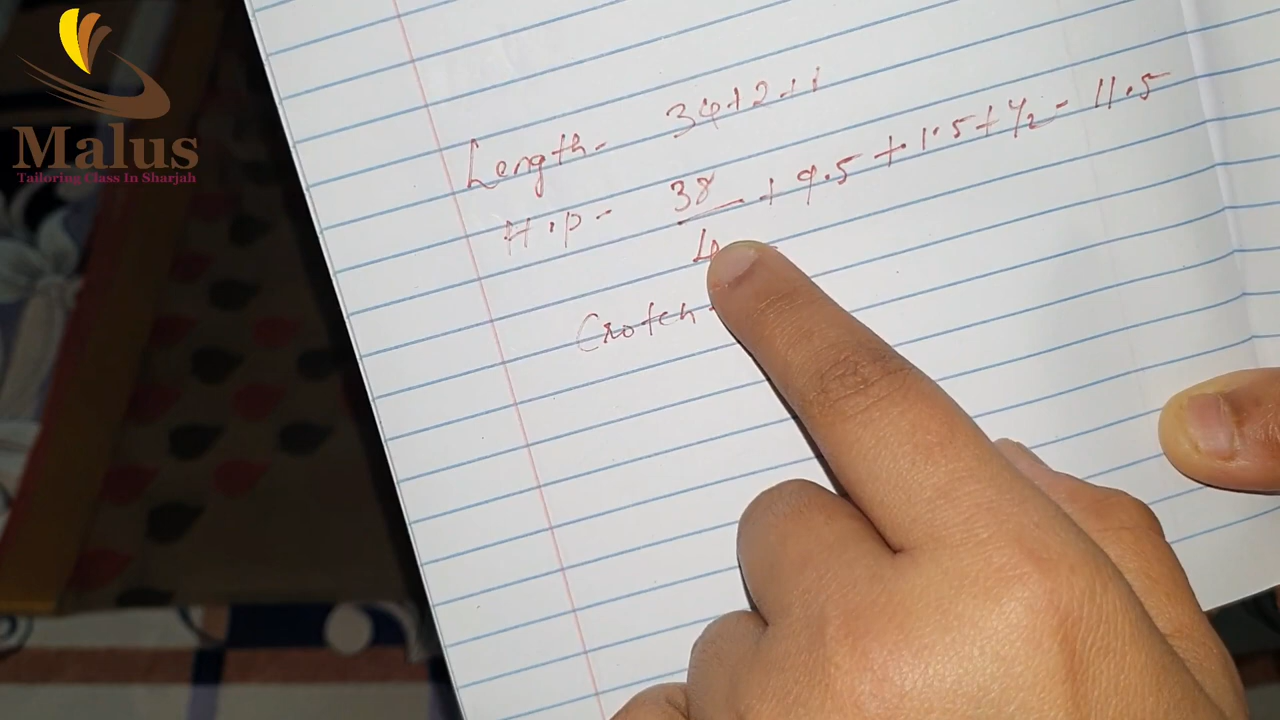 Malus
Tailoring Class In Sharjah
Length- 34+2+1
Hip- 38/4 + 9.5 + 1.5 + 1/2 - 11.5
Crotch -